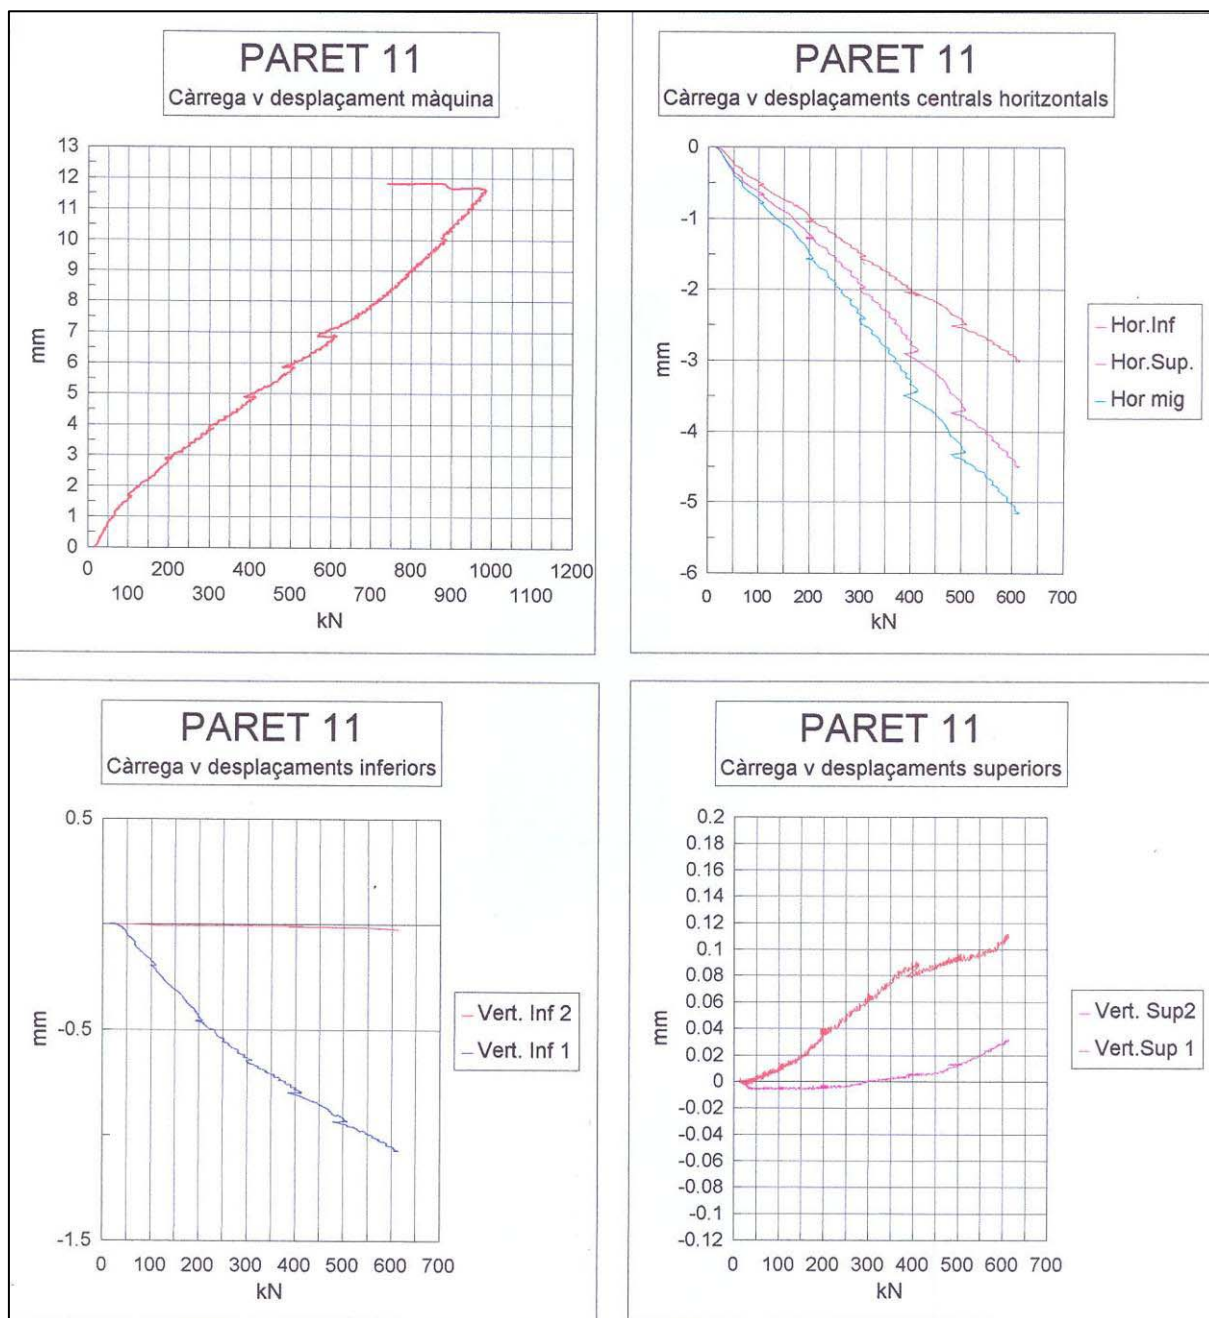 PARET 11
Càrrega v desplaçament màquina
13
12
11
10
9
8
7
6
5
4
3
2
1
0
mm
0 200 400 600 800 1000 1200
100 300 500 700 900 1100
kN
PARET 11
Càrrega v desplaçaments centrals horitzontals
0
-1
-2
-3
-4
-5
-6
mm
0 100 200 300 400 500 600 700
kN
Hor.Inf
Hor.Sup.
Hor mig
PARET 11
Càrrega v desplaçaments inferiors
0.5
-0.5
-1.5
mm
0 100 200 300 400 500 600 700
kN
Vert. Inf 2
Vert. Inf 1
PARET 11
Càrrega v desplaçaments superiors
0.2
0.18
0.16
0.14
0.12
0.1
0.08
0.06
0.04
0.02
0
-0.02
-0.04
-0.06
-0.08
-0.1
-0.12
mm
0 100 200 300 400 500 600 700
kN
Vert. Sup2
Vert.Sup 1